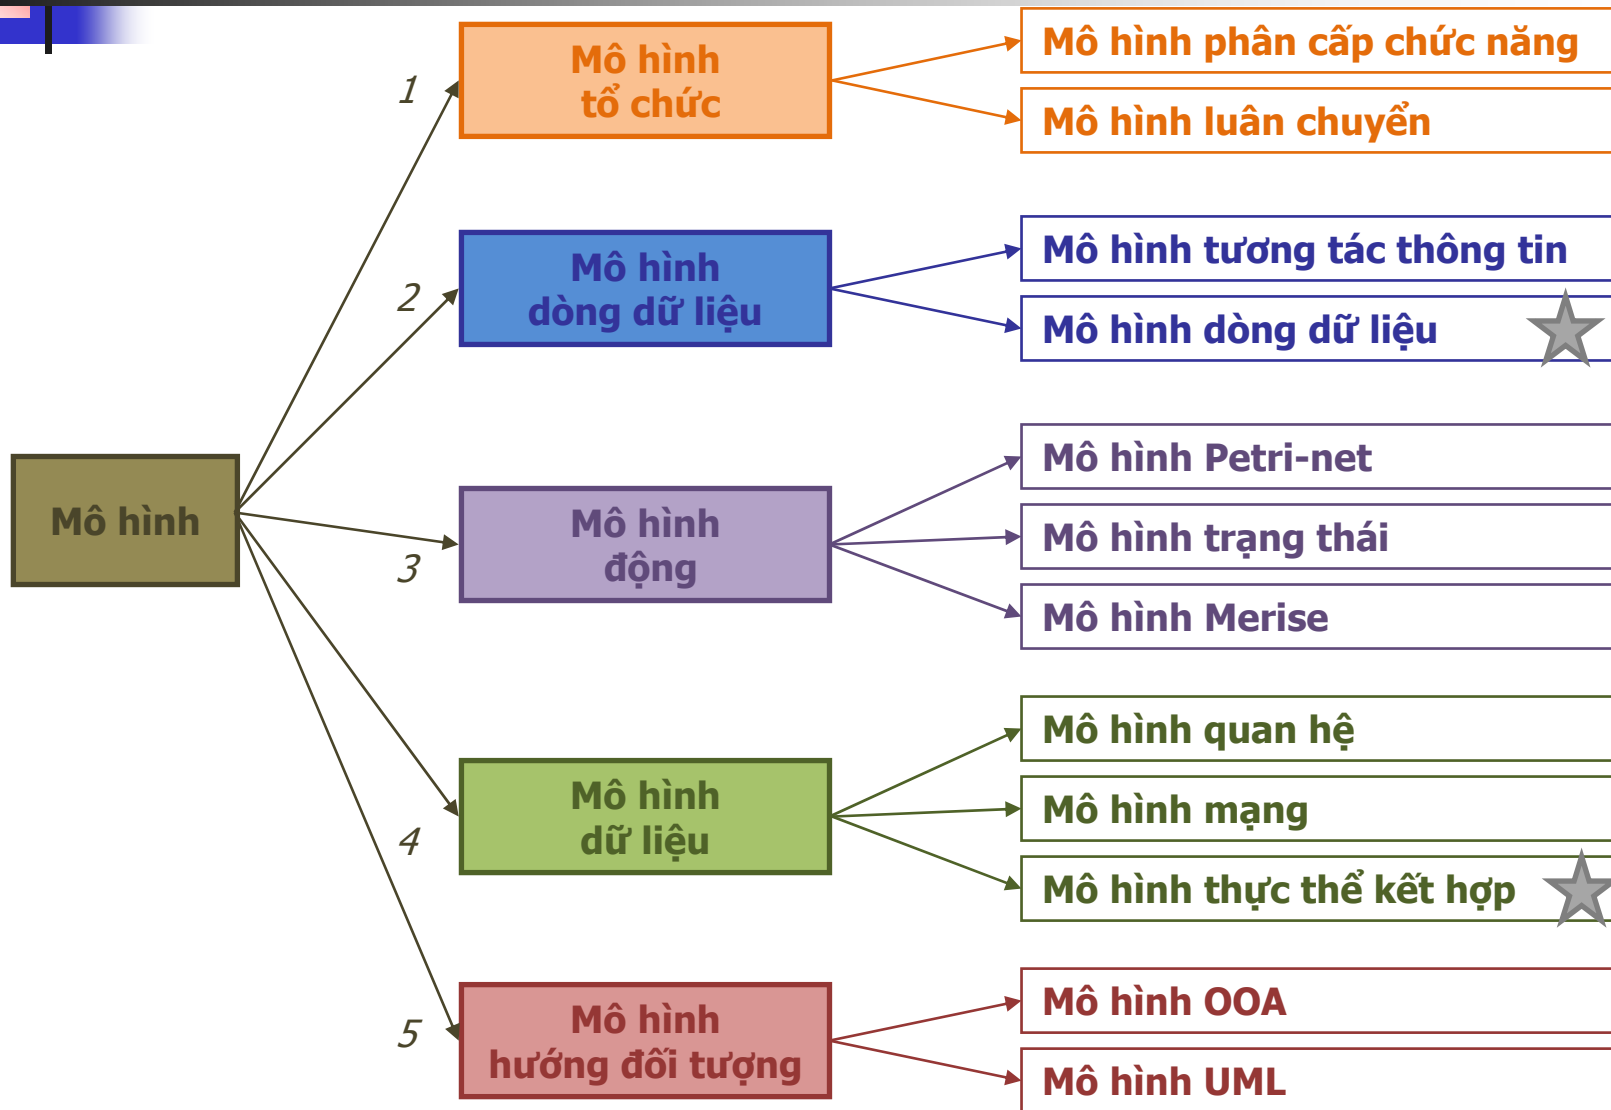 Mô hình
1
Mô hình
tổ chức
Mô hình phân cấp chức năng
Mô hình luân chuyển
2
Mô hình
dòng dữ liệu
Mô hình tương tác thông tin
Mô hình dòng dữ liệu
3
Mô hình
động
Mô hình Petri-net
Mô hình trạng thái
Mô hình Merise
4
Mô hình
dữ liệu
Mô hình quan hệ
Mô hình mạng
Mô hình thực thể kết hợp
5
Mô hình
hướng đối tượng
Mô hình OOA
Mô hình UML